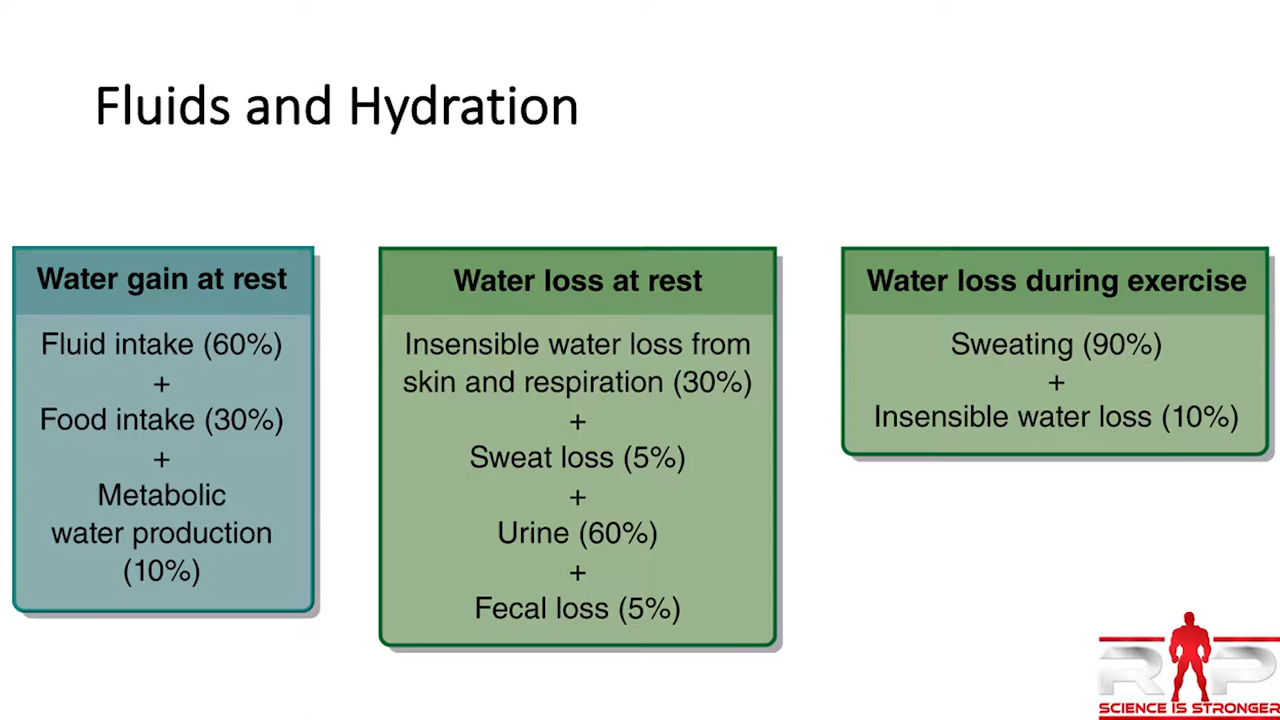 Fluids and Hydration
Water gain at rest
Fluid intake (60%)
+
Food intake (30%)
+
Metabolic
water production
(10%)
Water loss at rest
Insensible water loss from
skin and respiration (30%)
+
Sweat loss (5%)
+
Urine (60%)
+
Fecal loss (5%)
Water loss during exercise
Sweating (90%)
+
Insensible water loss (10%)
RP
SCIENCE IS STRONGER